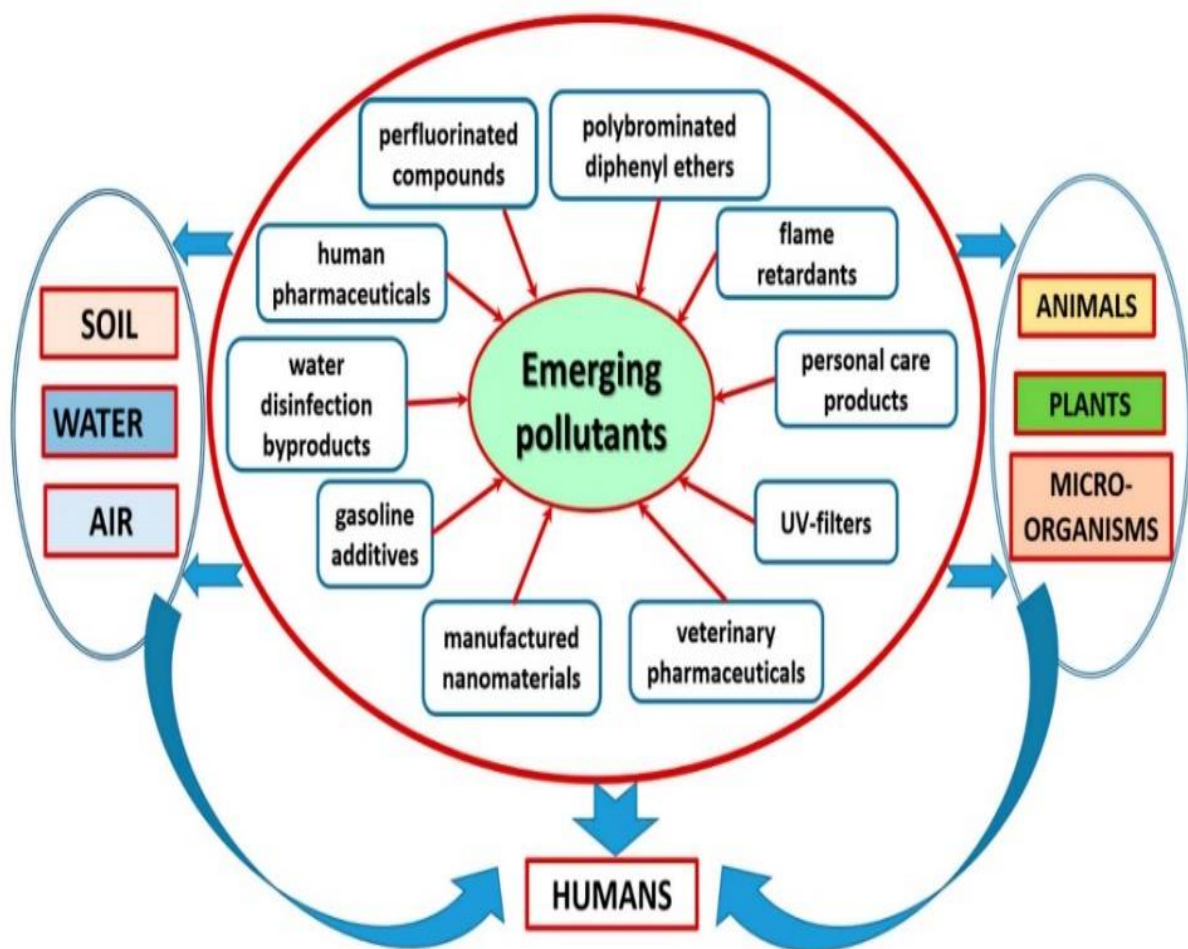 perfluorinated
compounds
polybrominated
diphenyl ethers
human
pharmaceuticals
flame
retardants
SOIL
WATER
AIR
water
disinfection
byproducts
Emerging
pollutants
personal care
products
ANIMALS
PLANTS
MICRO-
ORGANISMS
gasoline
additives
UV-filters
manufactured
nanomaterials
veterinary
pharmaceuticals
HUMANS